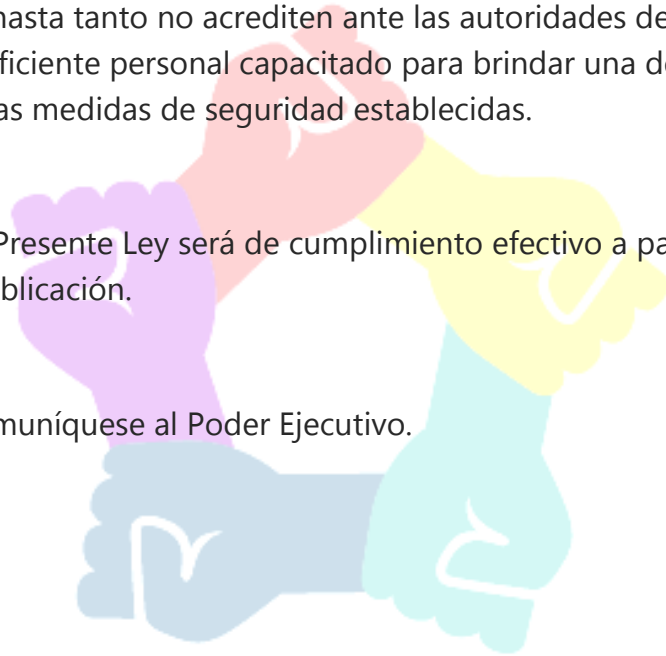 hasta tanto no acrediten ante las autoridades de
ficiente personal capacitado para brindar una de
as medidas de seguridad establecidas.
Presente Ley será de cumplimiento efectivo a pa
blicación.
muníquese al Poder Ejecutivo.